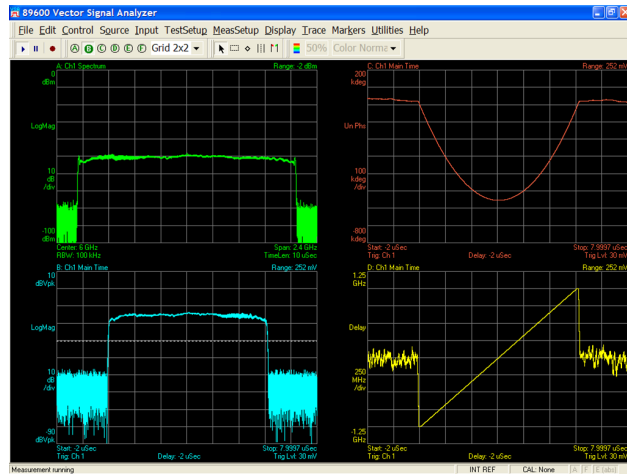 89600 Vector Signal Analyzer
File Edit Control Source Input TestSetup MeasSetup Display Trace Markers Utilities Help
A B C D E F Grid 2x2 50% Color Norma
A: Ch1 Spectrum Range: -2 dBm
0
dBm
LogMag
10
dB
/div
-100
dBm
Center: 6 GHz Span: 2.4 GHz
RBW: 100 kHz TimeLen: 10 uSec
C: Ch1 Main Time Range: 252 mV
200
kdeg
Un Phs
100
kdeg
/div
-800
kdeg
Start: -2 uSec Stop: 7.9997 uSec
Trig: Ch 1 Delay: -2 uSec Trig Lvl: 30 mV
B: Ch1 Main Time Range: 252 mV
10
dBVpk
LogMag
10
dB
/div
-90
dBVpk
Start: -2 uSec Stop: 7.9997 uSec
Trig: Ch 1 Delay: -2 uSec Trig Lvl: 30 mV
D: Ch1 Main Time Range: 252 mV
1.25
GHz
Delay
250
MHz
/div
-1.25
GHz
Start: -2 uSec Stop: 7.9997 uSec
Trig: Ch 1 Delay: -2 uSec Trig Lvl: 30 mV
Measurement running INT REF CAL: None A F E (abs)